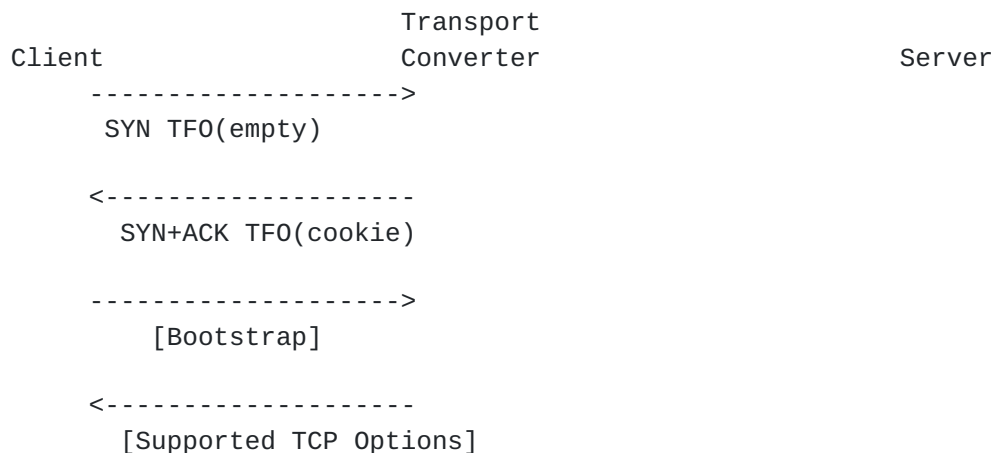 Transport
Client Converter Server
-------------------->
SYN TFO(empty)
<--------------------
SYN+ACK TFO(cookie)
-------------------->
[Bootstrap]
<--------------------
[Supported TCP Options]